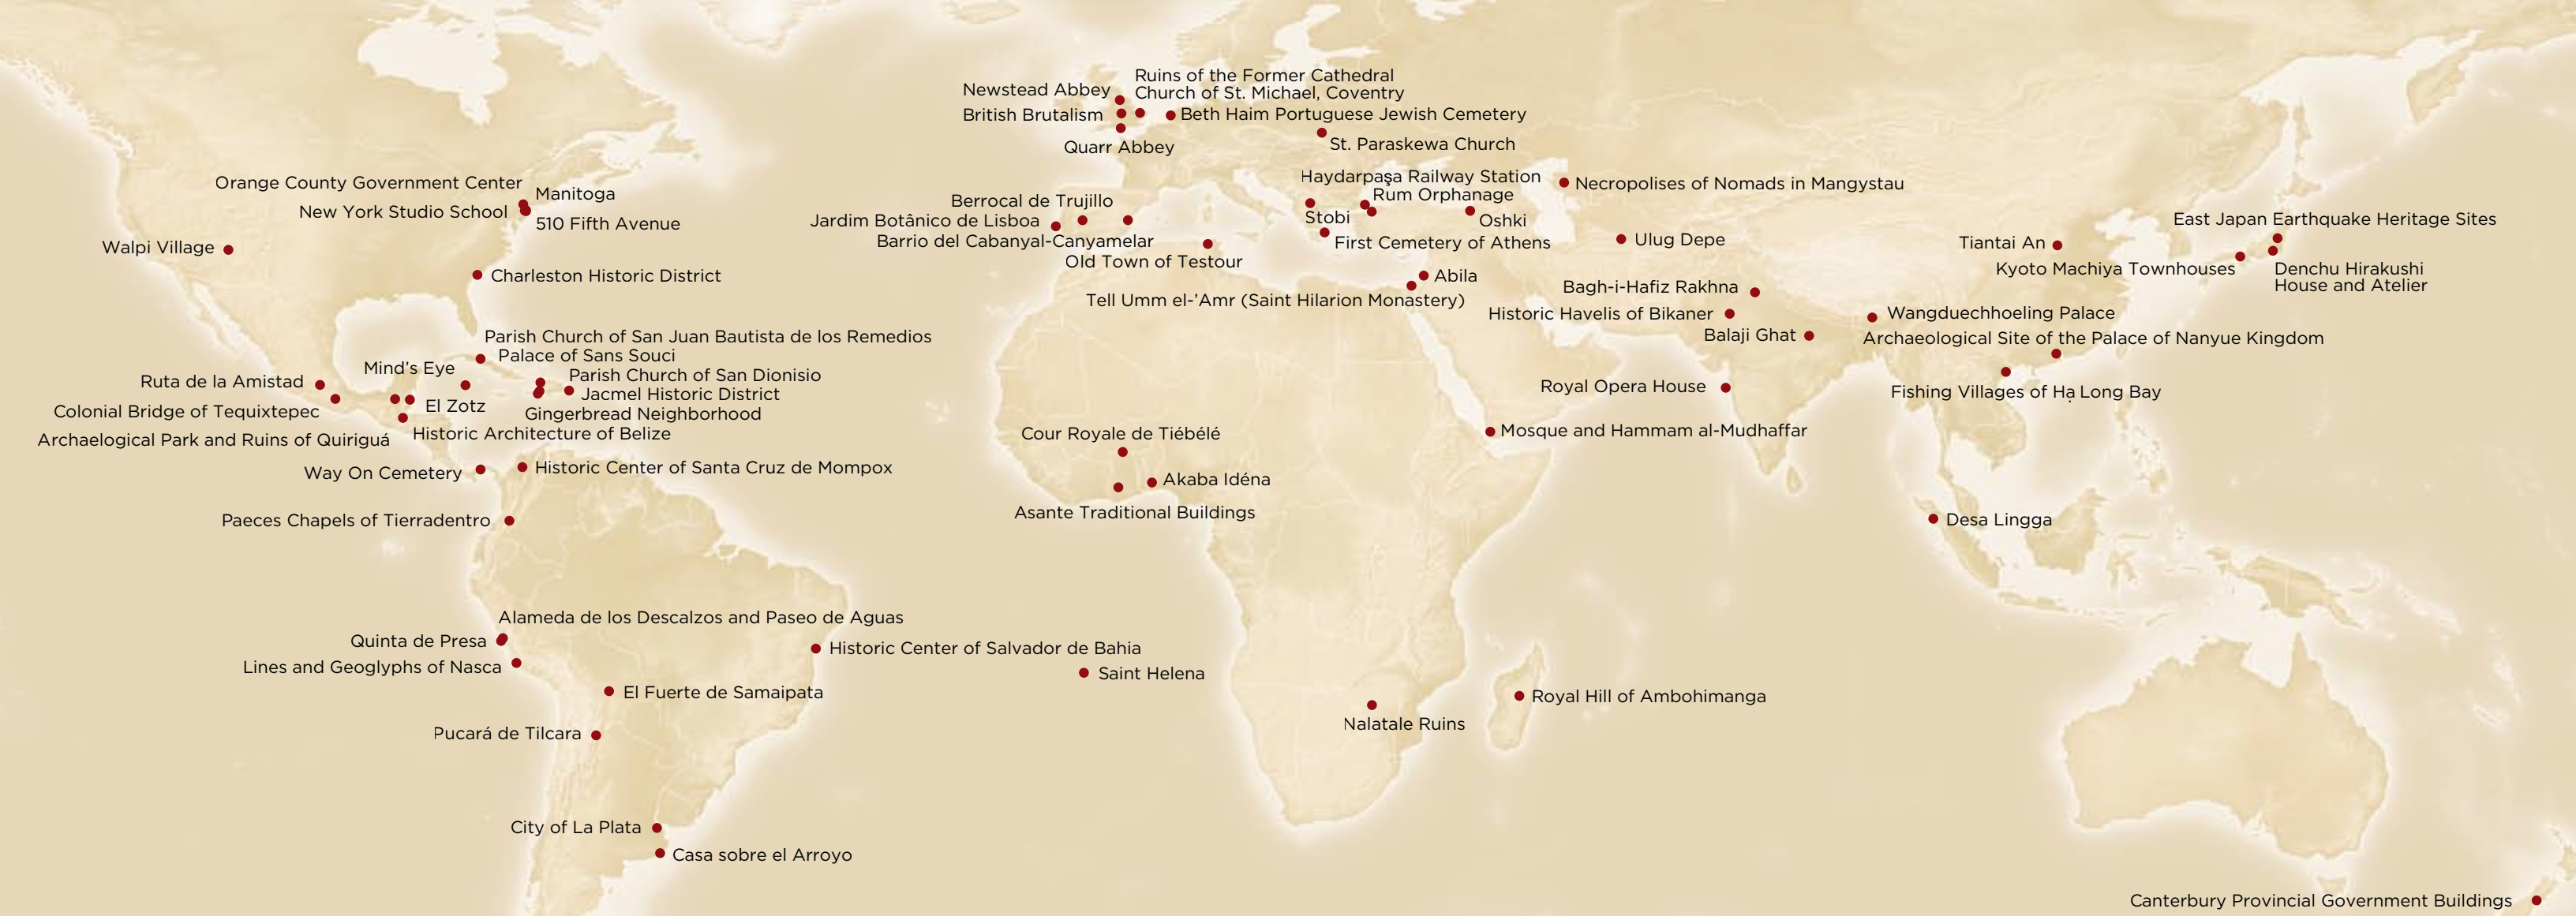 Ruins of the Former Cathedral
Church of St. Michael, Coventry
Newstead Abbey
British Brutalism
Beth Haim Portuguese Jewish Cemetery
Quarr Abbey
St. Paraskewa Church
Orange County Government Center
Manitoga
New York Studio School
510 Fifth Avenue
Walpi Village
Charleston Historic District
Berrocal de Trujillo
Jardim Botânico de Lisboa
Barrio del Cabanyal-Canyamelar
Old Town of Testour
Haydarpaşa Railway Station
Rum Orphanage
Stobi
Oshki
First Cemetery of Athens
Abila
Tell Umm el-’Amr (Saint Hilarion Monastery)
Necropolises of Nomads in Mangystau
Ulug Depe
Bagh-i-Hafiz Rakhna
Historic Havelis of Bikaner
Balaji Ghat
Royal Opera House
Mosque and Hammam al-Mudhaffar
East Japan Earthquake Heritage Sites
Tiantai An
Kyoto Machiya Townhouses
Denchu Hirakushi
House and Atelier
Wangduechhoeling Palace
Archaeological Site of the Palace of Nanyue Kingdom
Fishing Villages of Hạ Long Bay
Desa Lingga
Parish Church of San Juan Bautista de los Remedios
Palace of Sans Souci
Mind’s Eye
Parish Church of San Dionisio
Ruta de la Amistad
Jacmel Historic District
El Zotz
Colonial Bridge of Tequixtepec
Gingerbread Neighborhood
Historic Architecture of Belize
Archaelogical Park and Ruins of Quiriguá
Way On Cemetery
Historic Center of Santa Cruz de Mompox
Paeces Chapels of Tierradentro
Cour Royale de Tiébélé
Akaba Idéna
Asante Traditional Buildings
Alameda de los Descalzos and Paseo de Aguas
Quinta de Presa
Historic Center of Salvador de Bahia
Lines and Geoglyphs of Nasca
Saint Helena
El Fuerte de Samaipata
Royal Hill of Ambohimanga
Nalatale Ruins
Pucará de Tilcara
City of La Plata
Casa sobre el Arroyo
Canterbury Provincial Government Buildings